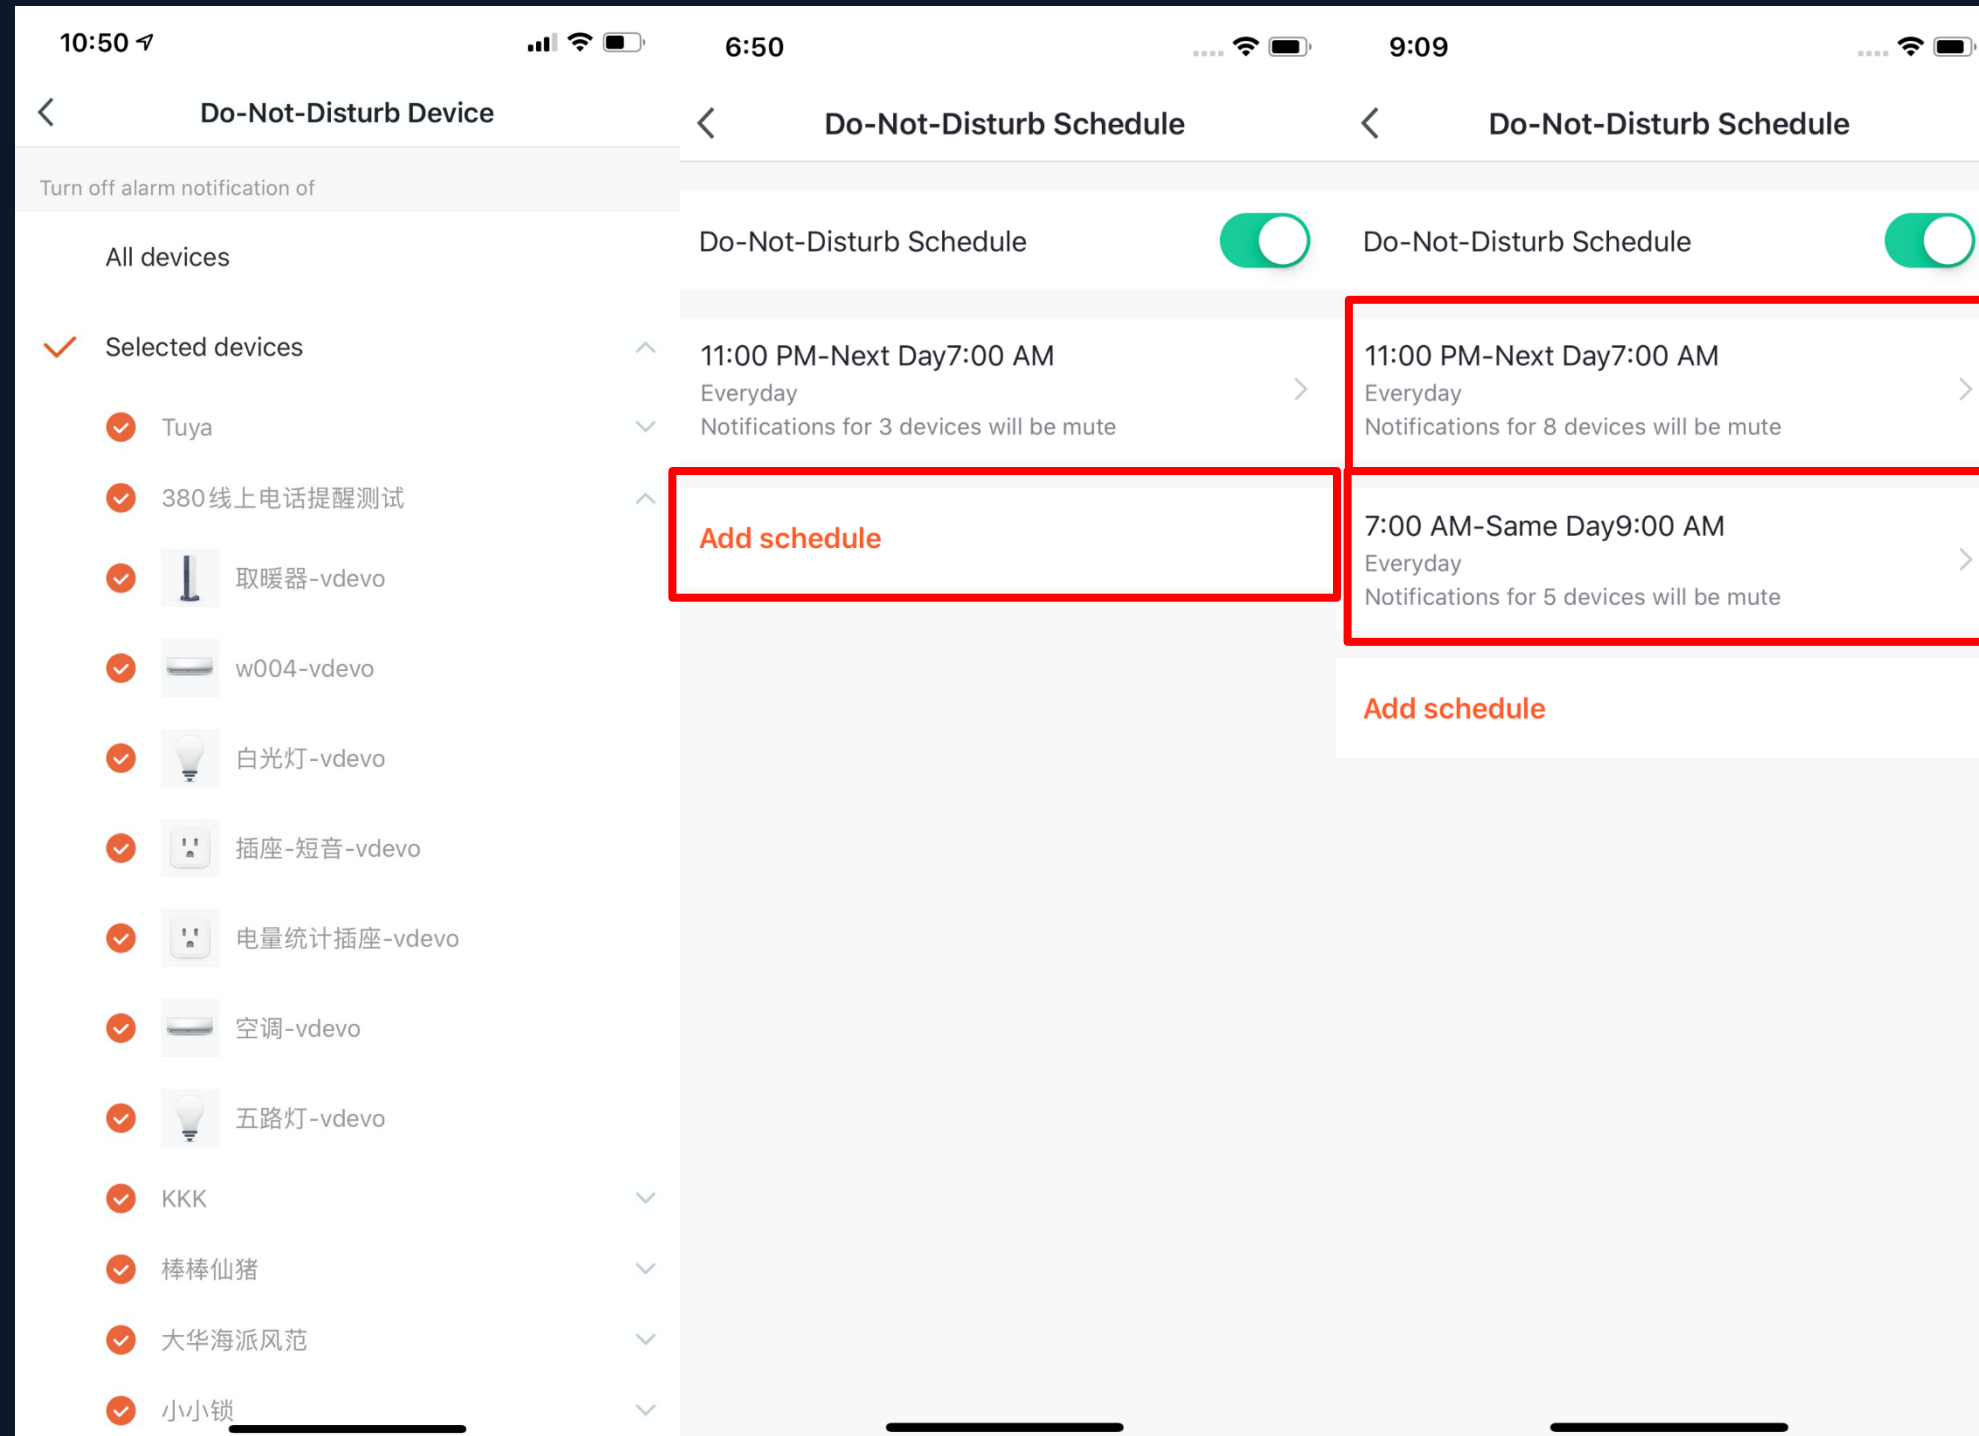 10:50
Do-Not-Disturb Device
Turn off alarm notification of
All devices
Selected devices
Tuya
380线上电话提醒测试
取暖器-vdevo
w004-vdevo
白光灯-vdevo
插座-短音-vdevo
电量统计插座-vdevo
空调-vdevo
五路灯-vdevo
KKK
棒棒仙猪
大华海派风范
小小锁
6:50
Do-Not-Disturb Schedule
Do-Not-Disturb Schedule
11:00 PM-Next Day7:00 AM
Everyday
Notifications for 3 devices will be mute
Add schedule
9:09
Do-Not-Disturb Schedule
Do-Not-Disturb Schedule
11:00 PM-Next Day7:00 AM
Everyday
Notifications for 8 devices will be mute
7:00 AM-Same Day9:00 AM
Everyday
Notifications for 5 devices will be mute
Add schedule